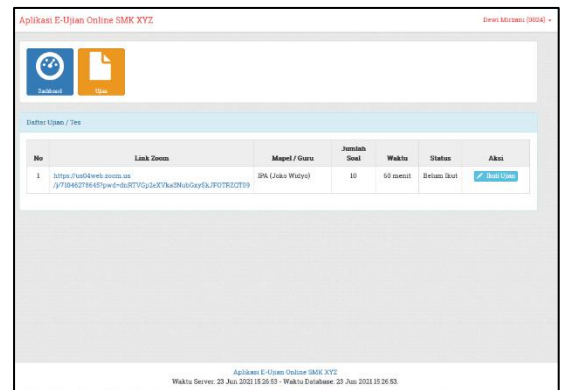 Aplikasi E-Ujian Online SMK XYZ
Dewi Mirzani (0024)
Dashboard
Ujian
Daftar Ujian / Tes
No Link Zoom Mapel / Guru Jumlah Soal Waktu Status Aksi
1 https://us04web.zoom.us IPA (Joko Widyo) 10 60 menit Belum Ikut Ikuti Ujian
Aplikasi E-Ujian Online SMK XYZ
Waktu Server: 23 Jun 2021 15:26:53 - Waktu Database: 23 Jun 2021 15:26:53.